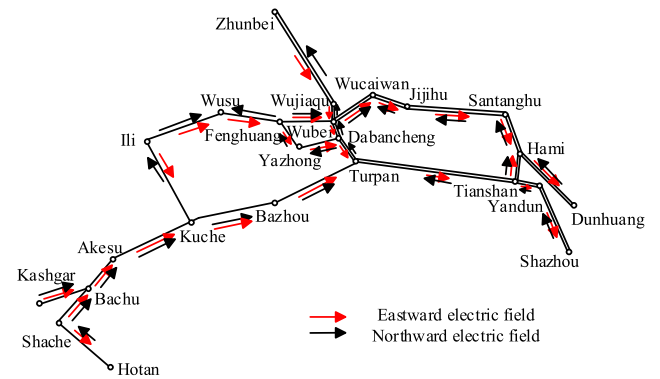 Zhunbei
Wucaiwan
Wusu
Wujiaqu
Jijihu
Santanghu
Fenghuang
Wubei
Dabancheng
Ili
Yazhong
Hami
Turpan
Tianshan
Yandun
Bazhou
Dunhuang
Kuche
Akesu
Shazhou
Kashgar
Bachu
Eastward electric field
Northward electric field
Shache
Hotan